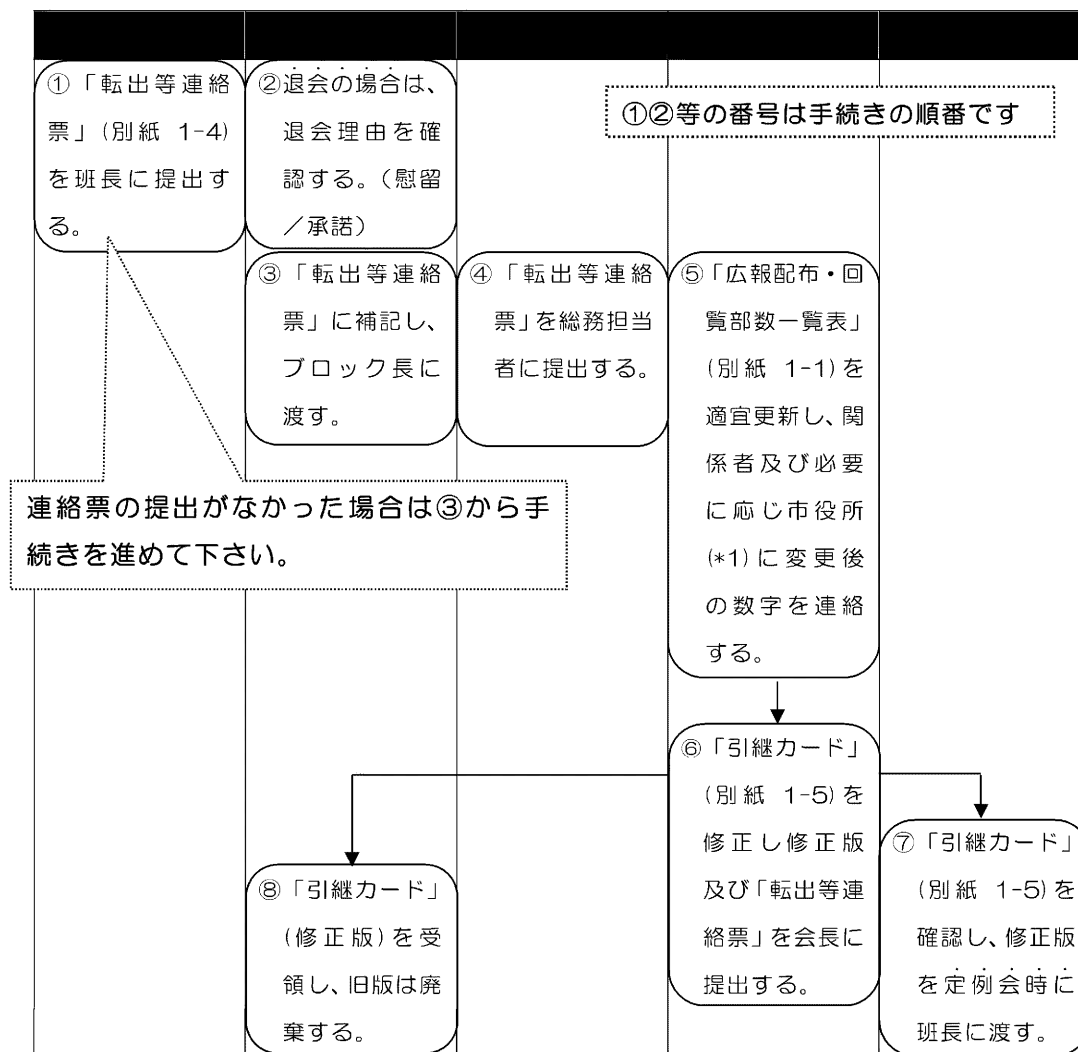 ①「転出等連絡
票」(別紙 1-4)
を班長に提出す
る。
②退会の場合は、
退会理由を確
認する。(慰留
／承諾)
①②等の番号は手続きの順番です
③「転出等連絡
票」に補記し、
ブロック長に
渡す。
④「転出等連絡
票」を総務担当
者に提出する。
⑤「広報配布・回
覧部数一覧表」
(別紙 1-1)を
適宜更新し、関
係者及び必要
に応じ市役所
(*1)に変更後
の数字を連絡
する。
連絡票の提出がなかった場合は③から手
続きを進めて下さい。
⑥「引継カード」
(別紙 1-5)を
修正し修正版
及び「転出等連
絡票」を会長に
提出する。
⑦「引継カード」
(別紙 1-5)を
確認し、修正版
を定例会時に
班長に渡す。
⑧「引継カード」
(修正版)を受
領し、旧版は廃
棄する。